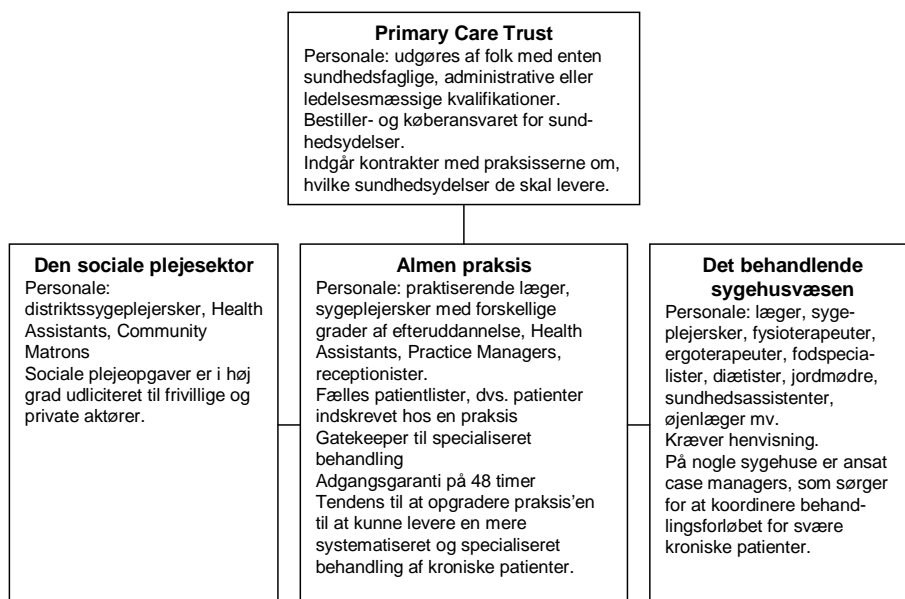 Primary Care Trust
Personale: udgøres af folk med enten
sundhedsfaglige, administrative eller
ledelsesmæssige kvalifikationer.
Bestiller- og køberansvaret for sund-
hedsydelser.
Indgår kontrakter med praksisserne om,
hvilke sundhedsydelser de skal levere.
Den sociale plejesektor
Personale:
distriktssygeplejersker, Health
Assistants, Community
Matrons
Sociale plejeopgaver er i høj
grad udliciteret til frivillige og
private aktører.
Almen praksis
Personale: praktiserende læger,
sygeplejersker med forskellige
grader af efteruddannelse, Health
Assistants, Practice Managers,
receptionister.
Fælles patientlister, dvs. patienter
indskrevet hos en praksis
Gatekeeper til specialiseret
behandling
Adgangsgaranti på 48 timer
Tendens til at opgradere praksis’en
til at kunne levere en mere
systematiseret og specialiseret
behandling af kroniske patienter.
Det behandlende
sygehusvæsen
Personale: læger, syge-
plejersker, fysioterapeuter,
ergoterapeuter, fodspecia-
lister, diætister, jordmødre,
sundhedsassistenter,
øjenlæger mv.
Kræver henvisning.
På nogle sygehuse er ansat
case managers, som sørger
for at koordinere behand-
lingsforløbet for svære
kroniske patienter.